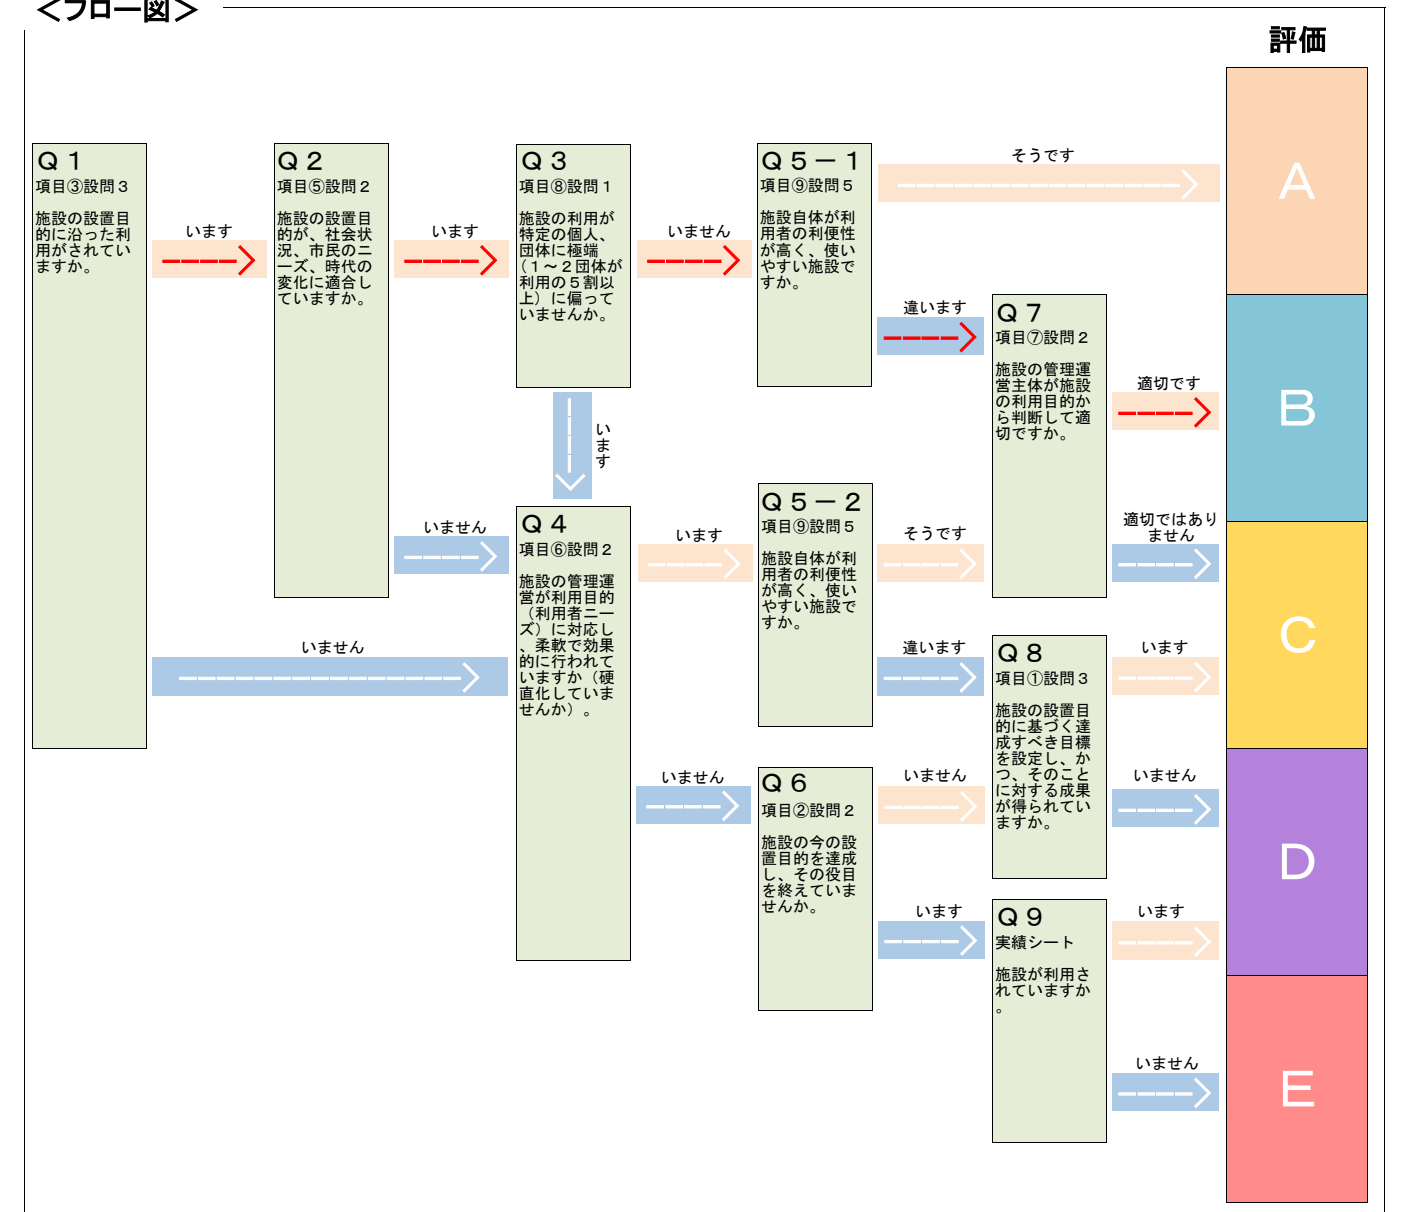 ＜フロー図＞
評価
Ｑ１
項目③設問３
施設の設置目
的に沿った利
用がされてい
ますか。
います
いません
Ｑ２
項目⑤設問２
施設の設置目
的が、社会状
況、市民のニ
ーズ、時代の
変化に適合し
ていますか。
います
いません
Ｑ３
項目⑧設問１
施設の利用が
特定の個人、
団体に極端
（１～２団体が
利用の５割以
上）に偏って
いませんか。
いません
います
Ｑ４
項目⑥設問２
施設の管理運
営が利用目的
（利用者ニー
ズ）に対応し
、柔軟で効果
的に行われて
いますか（硬
直化していま
せんか）。
います
いません
Ｑ５－１
項目⑨設問５
施設自体が利
用者の利便性
が高く、使い
やすい施設で
すか。
そうです
違います
Ｑ５－２
項目⑨設問５
施設自体が利
用者の利便性
が高く、使い
やすい施設で
すか。
そうです
違います
Ｑ６
項目②設問２
施設の今の設
置目的を達成
し、その役目
を終えていま
せんか。
いません
います
Ｑ７
項目⑦設問２
施設の管理運
営主体が施設
の利用目的か
ら判断して適
切ですか。
適切です
適切ではあり
ません
Ｑ８
項目①設問３
施設の設置目
的に基づく達
成すべき目標
を設定し、か
つ、そのこと
に対する成果
が得られてい
ますか。
います
いません
Ｑ９
実績シート
施設が利用さ
れていますか
。
います
いません
A
B
C
D
E